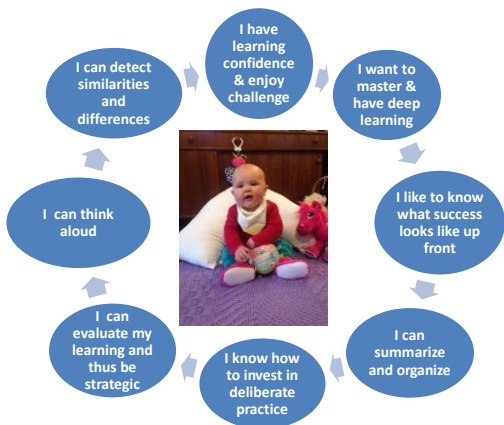 I have
learning
confidence
& enjoy
challenge
I want to
master &
have deep
learning
I like to know
what success
looks like up
front
I can
summarize
and organize
I know how
to invest in
deliberate
practice
I can
evaluate my
learning and
thus be
strategic
I can think
aloud
I can detect
similarities
and
differences